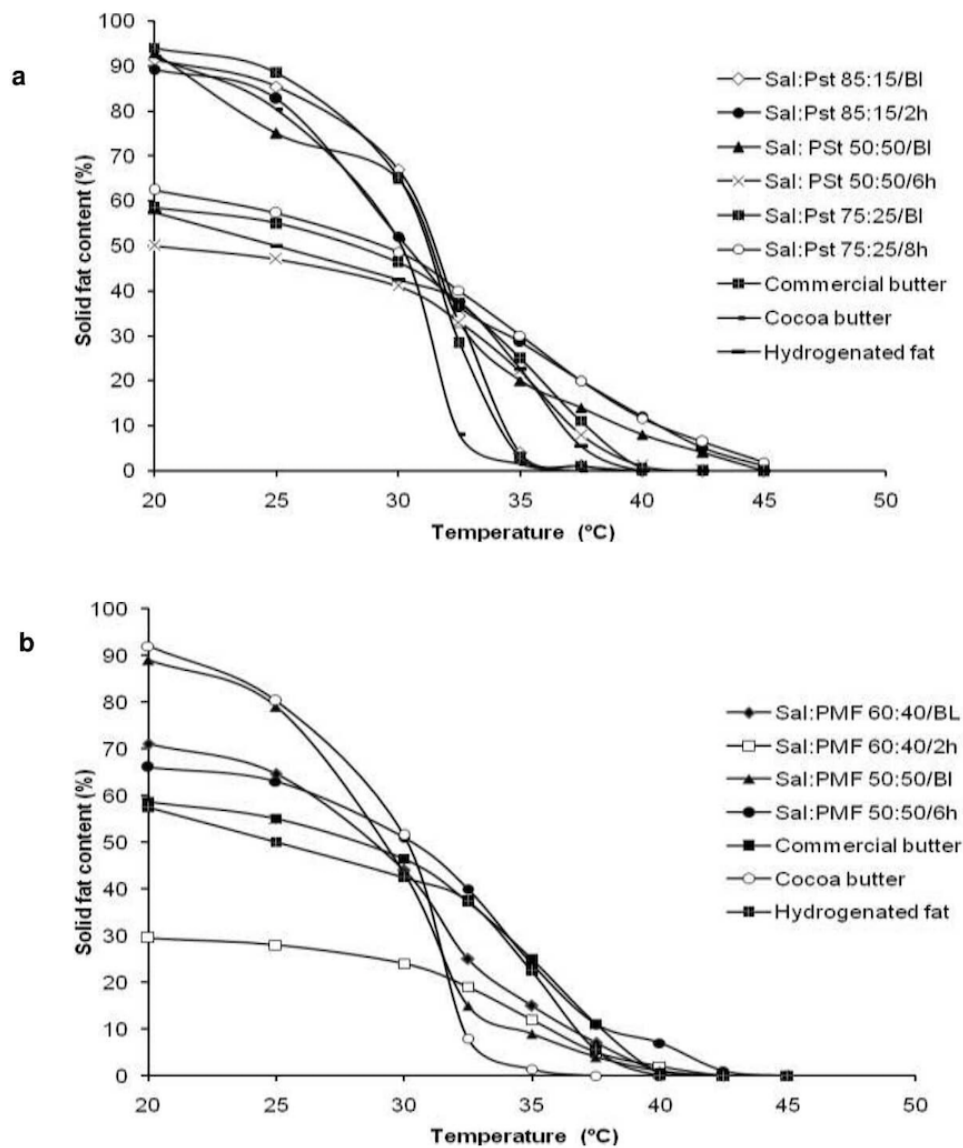 a
Solid fat content (%)
100
90
80
70
60
50
40
30
20
10
0
20 25 30 35 40 45 50
Temperature (ºC)
Sal:Pst 85:15/Bl
Sal:Pst 85:15/2h
Sal: PSt 50:50/Bl
Sal: PSt 50:50/6h
Sal:Pst 75:25/Bl
Sal:Pst 75:25/8h
Commercial butter
Cocoa butter
Hydrogenated fat
b
Solid fat content (%)
100
90
80
70
60
50
40
30
20
10
0
20 25 30 35 40 45 50
Temperature (ºC)
Sal:PMF 60:40/BL
Sal:PMF 60:40/2h
Sal:PMF 50:50/Bl
Sal:PMF 50:50/6h
Commercial butter
Cocoa butter
Hydrogenated fat